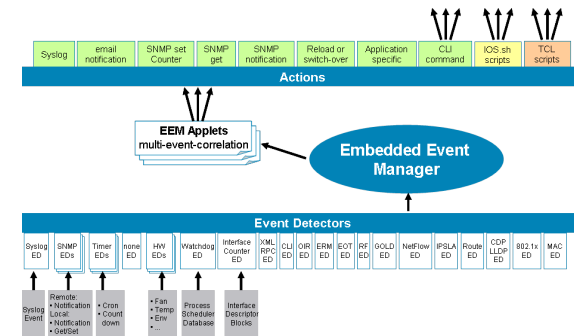 Syslog
email
notification
SNMP set
Counter
SNMP
get
SNMP
notification
Reload or
switch-over
Application
specific
CLI
command
IOS.sh
scripts
TCL
scripts
Actions
EEM Applets
multi-event-correlation
Embedded Event
Manager
Event Detectors
Syslog
ED
SNMP
EDs
Timer
EDs
none
ED
HW
EDs
Watchdog
ED
Interface
Counter
ED
XML
RPC
ED
CLI
ED
OIR
ED
ERM
ED
EOT
ED
RF
ED
GOLD
ED
NetFlow
ED
IPSLA
ED
Route
ED
CDP
LLDP
ED
802.1x
ED
MAC
ED
Syslog
Event
Remote:
• Notification
Local:
• Notification
• Get/Set
• Cron
• Count
down
• Fan
• Temp
• Env
• ...
Process
Scheduler
Database
Interface
Descriptor
Blocks